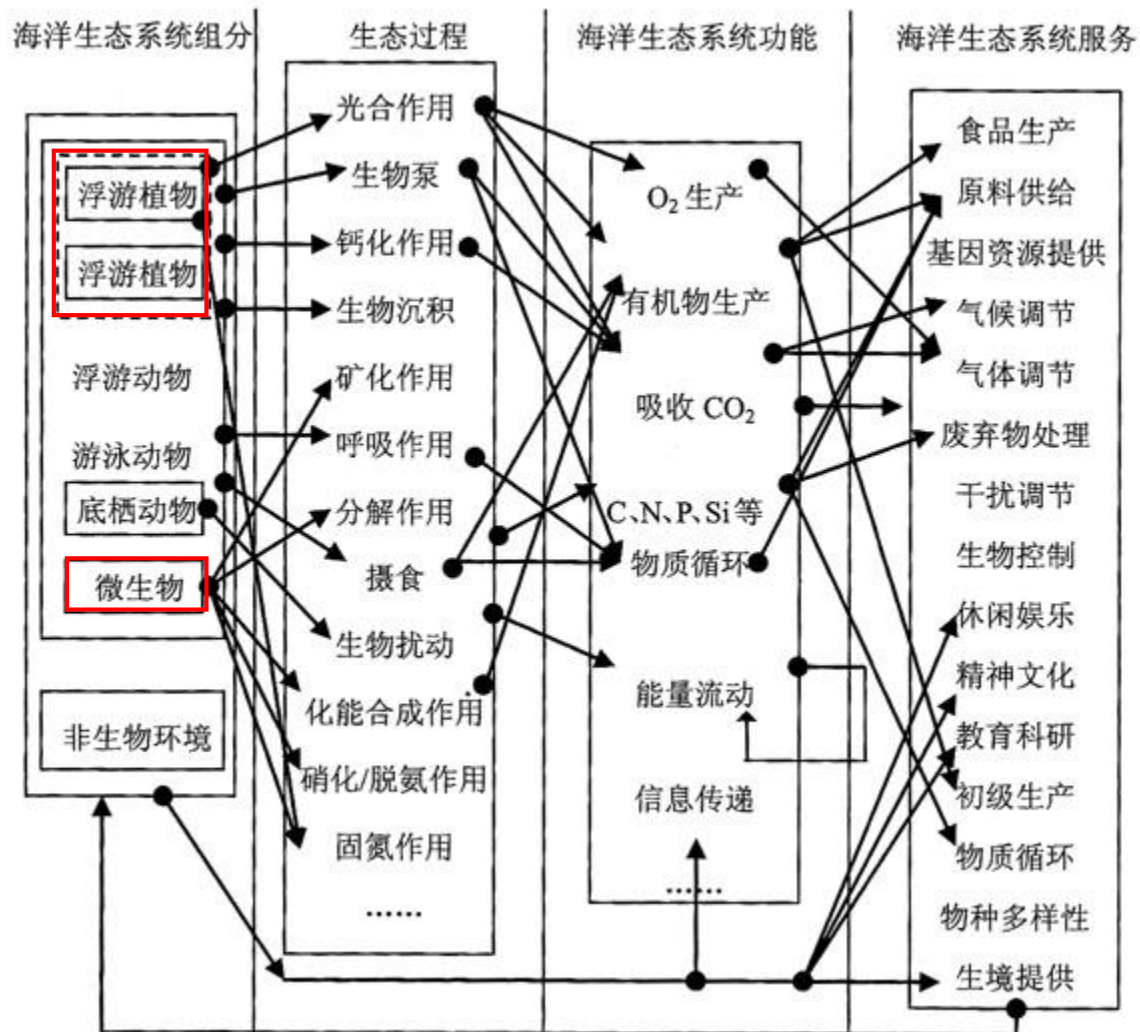 海洋生态系统组分
生态过程
海洋生态系统功能
海洋生态系统服务
浮游植物
浮游植物
浮游动物
游泳动物
底栖动物
微生物
非生物环境
光合作用
生物泵
钙化作用
生物沉积
矿化作用
呼吸作用
分解作用
摄食
生物扰动
化能合成作用
硝化/脱氨作用
固氮作用
......
O₂生产
有机物生产
吸收 CO₂
C、N、P、Si等
物质循环
能量流动
信息传递
......
食品生产
原料供给
基因资源提供
气候调节
气体调节
废弃物处理
干扰调节
生物控制
休闲娱乐
精神文化
教育科研
初级生产
物质循环
物种多样性
生境提供